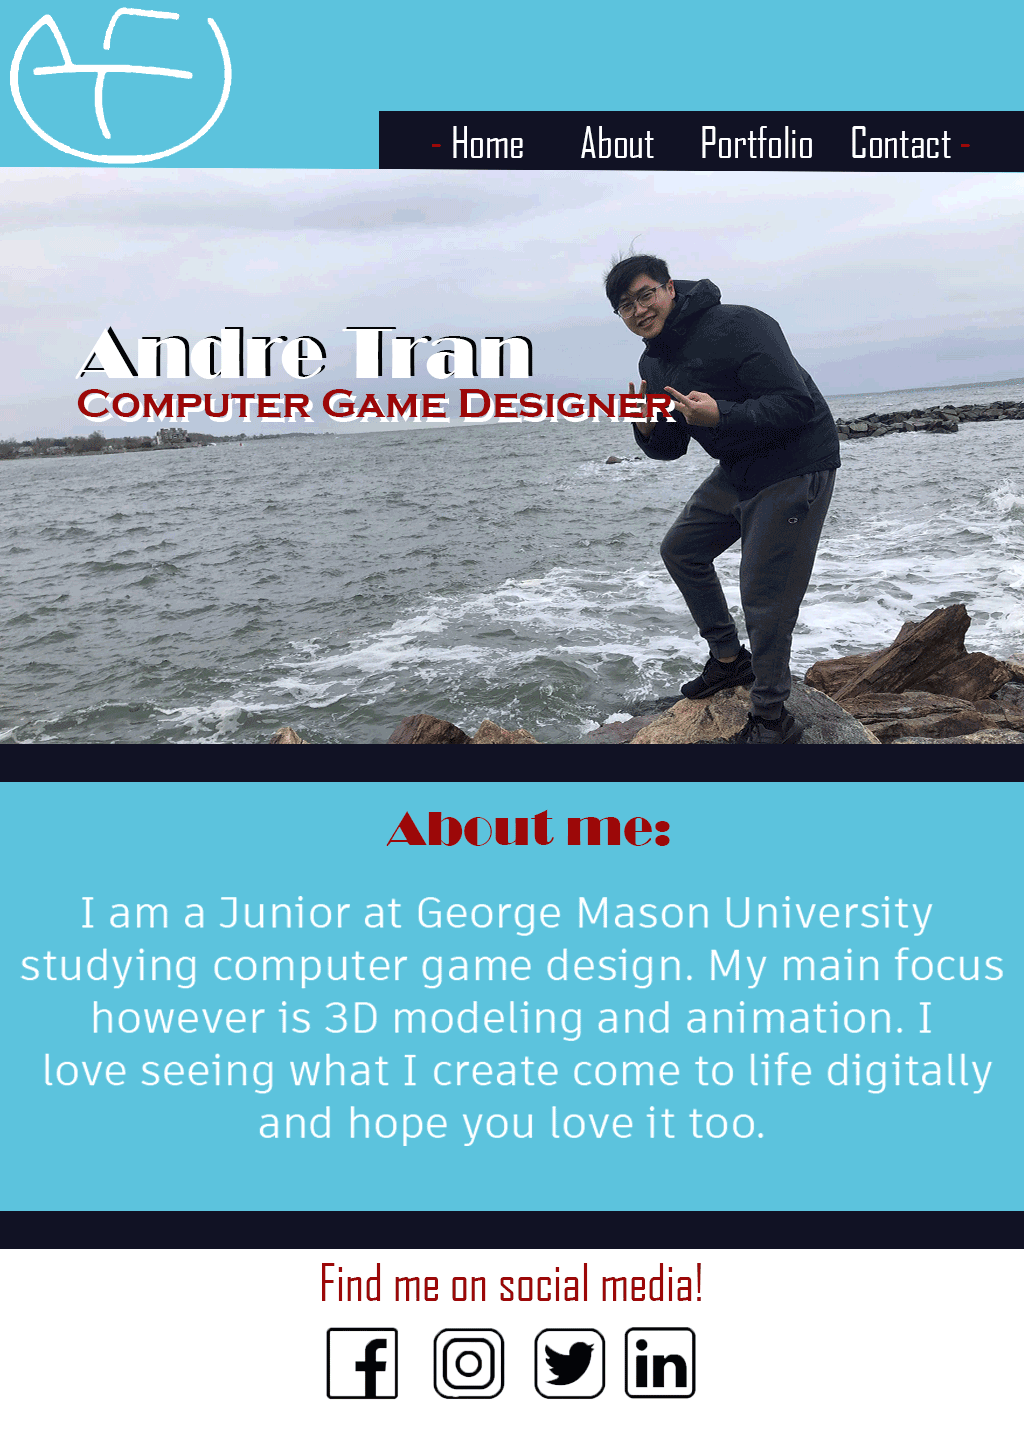 - Home About Portfolio Contact -
Andre Tran
Computer Game Designer
About me:
I am a Junior at George Mason University
studying computer game design. My main focus
however is 3D modeling and animation. I
love seeing what I create come to life digitally
and hope you love it too.
Find me on social media!
f in